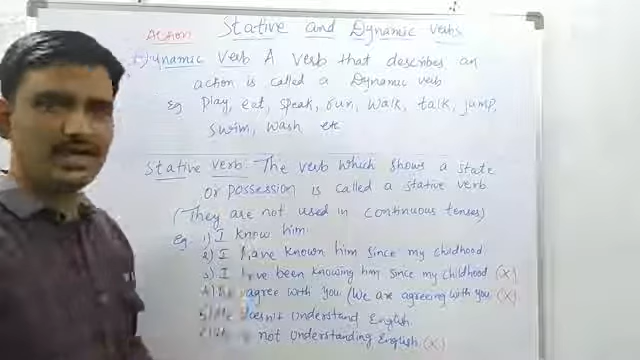 Action Stative and Dynamic verbs
Dynamic verb A verb that describes an
action is called a Dynamic verb
eg Play, eat, speak, run, walk, talk, jump,
swim, wash etc
Stative verb: The verb which shows a state
or possession is called a stative verb
(They are not used in continuous tenses)
eg: 1) I know him.
2) I have known him since my childhood
3) I have been knowing him since my childhood (X)
4) agree with you (We are agreeing with you (X)
5) He doesn't understand English.
not understanding English (X)